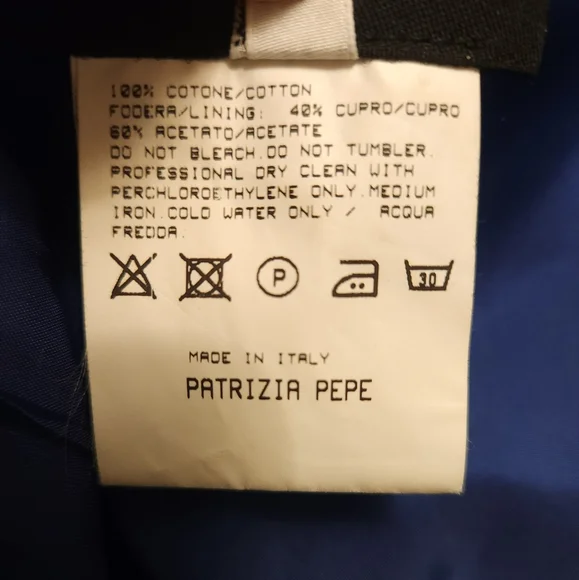 100% COTONE/COTTON
FODERA/LINING: 40% CUPRO/CUPRO
60% ACETATO/ACETATE
DO NOT BLEACH.DO NOT TUMBLER.
PROFESSIONAL DRY CLEAN WITH
PERCHLOROETHYLENE ONLY.MEDIUM
IRON.COLD WATER ONLY / ACQUA
FREDDA.
P
30
MADE IN ITALY
PATRIZIA PEPE